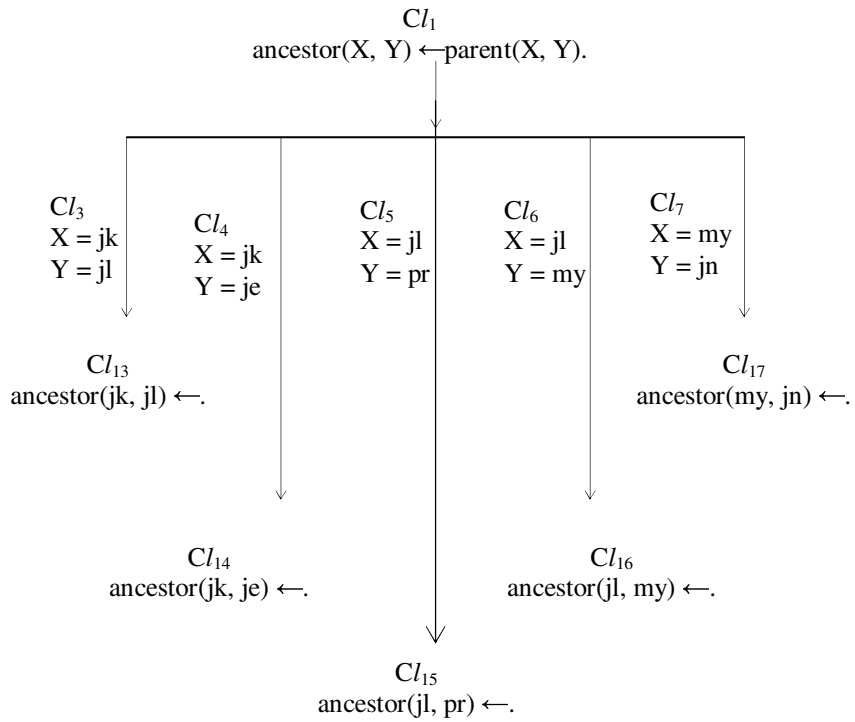 Cl₁
ancestor(X, Y) ←parent(X, Y).
Cl₃
X = jk
Y = jl
Cl₄
X = jk
Y = je
Cl₅
X = jl
Y = pr
Cl₆
X = jl
Y = my
Cl₇
X = my
Y = jn
Cl₁₃
ancestor(jk, jl) ←.
Cl₁₇
ancestor(my, jn) ←.
Cl₁₄
ancestor(jk, je) ←.
Cl₁₆
ancestor(jl, my) ←.
Cl₁₅
ancestor(jl, pr) ←.